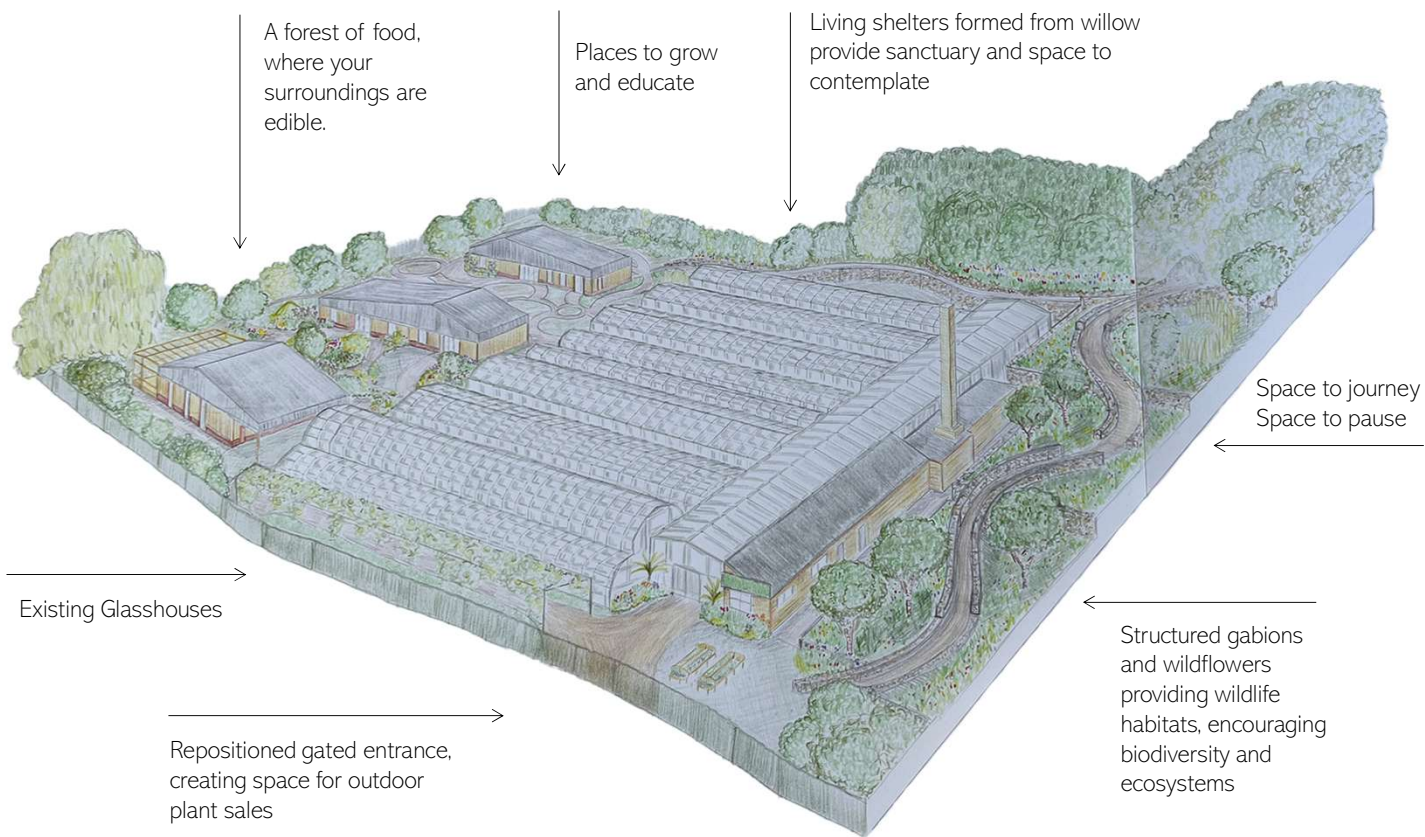 A forest of food,
where your
surroundings are
edible.
Places to grow
and educate
Living shelters formed from willow
provide sanctuary and space to
contemplate
Space to journey
Space to pause
Existing Glasshouses
Structured gabions
and wildflowers
providing wildlife
habitats, encouraging
biodiversity and
ecosystems
Repositioned gated entrance,
creating space for outdoor
plant sales